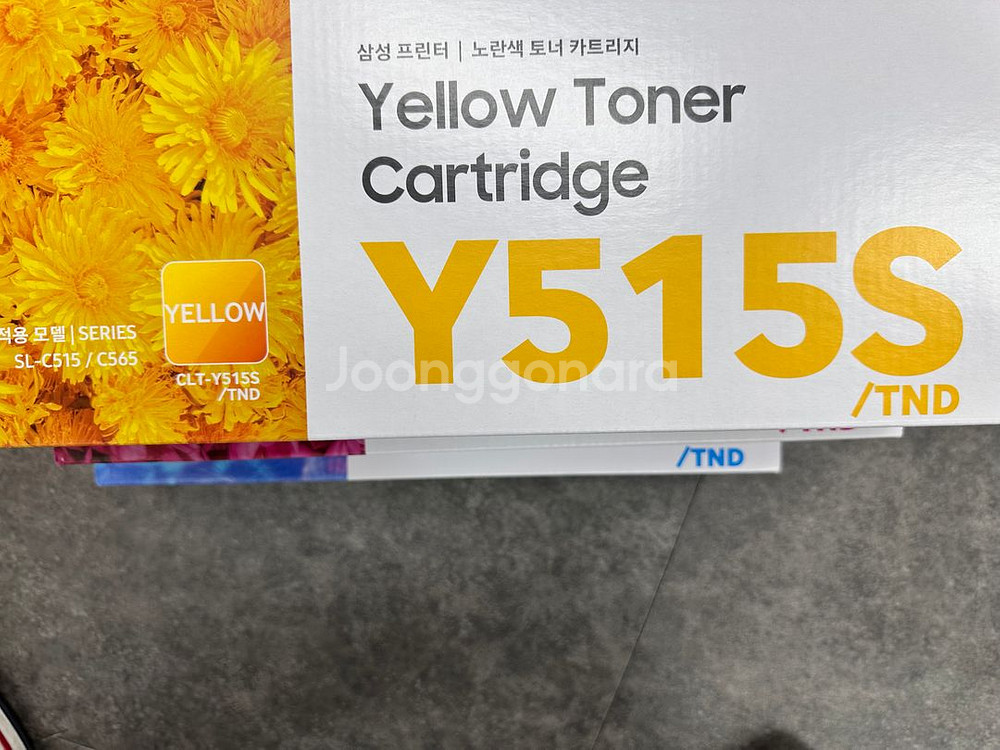 삼성 프린터 | 노란색 토너 카트리지
Yellow Toner
Cartridge
Y515S
/TND
YELLOW
적용 모델 | SERIES
SL-C515 / C565
CLT-Y515S
/TND
Joonggonara
/TND
/TND